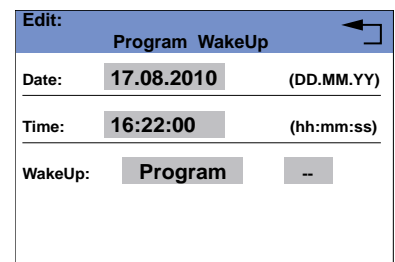 Edit:
Program WakeUp
Date: 17.08.2010 (DD.MM.YY)
Time: 16:22:00 (hh:mm:ss)
WakeUp: Program --